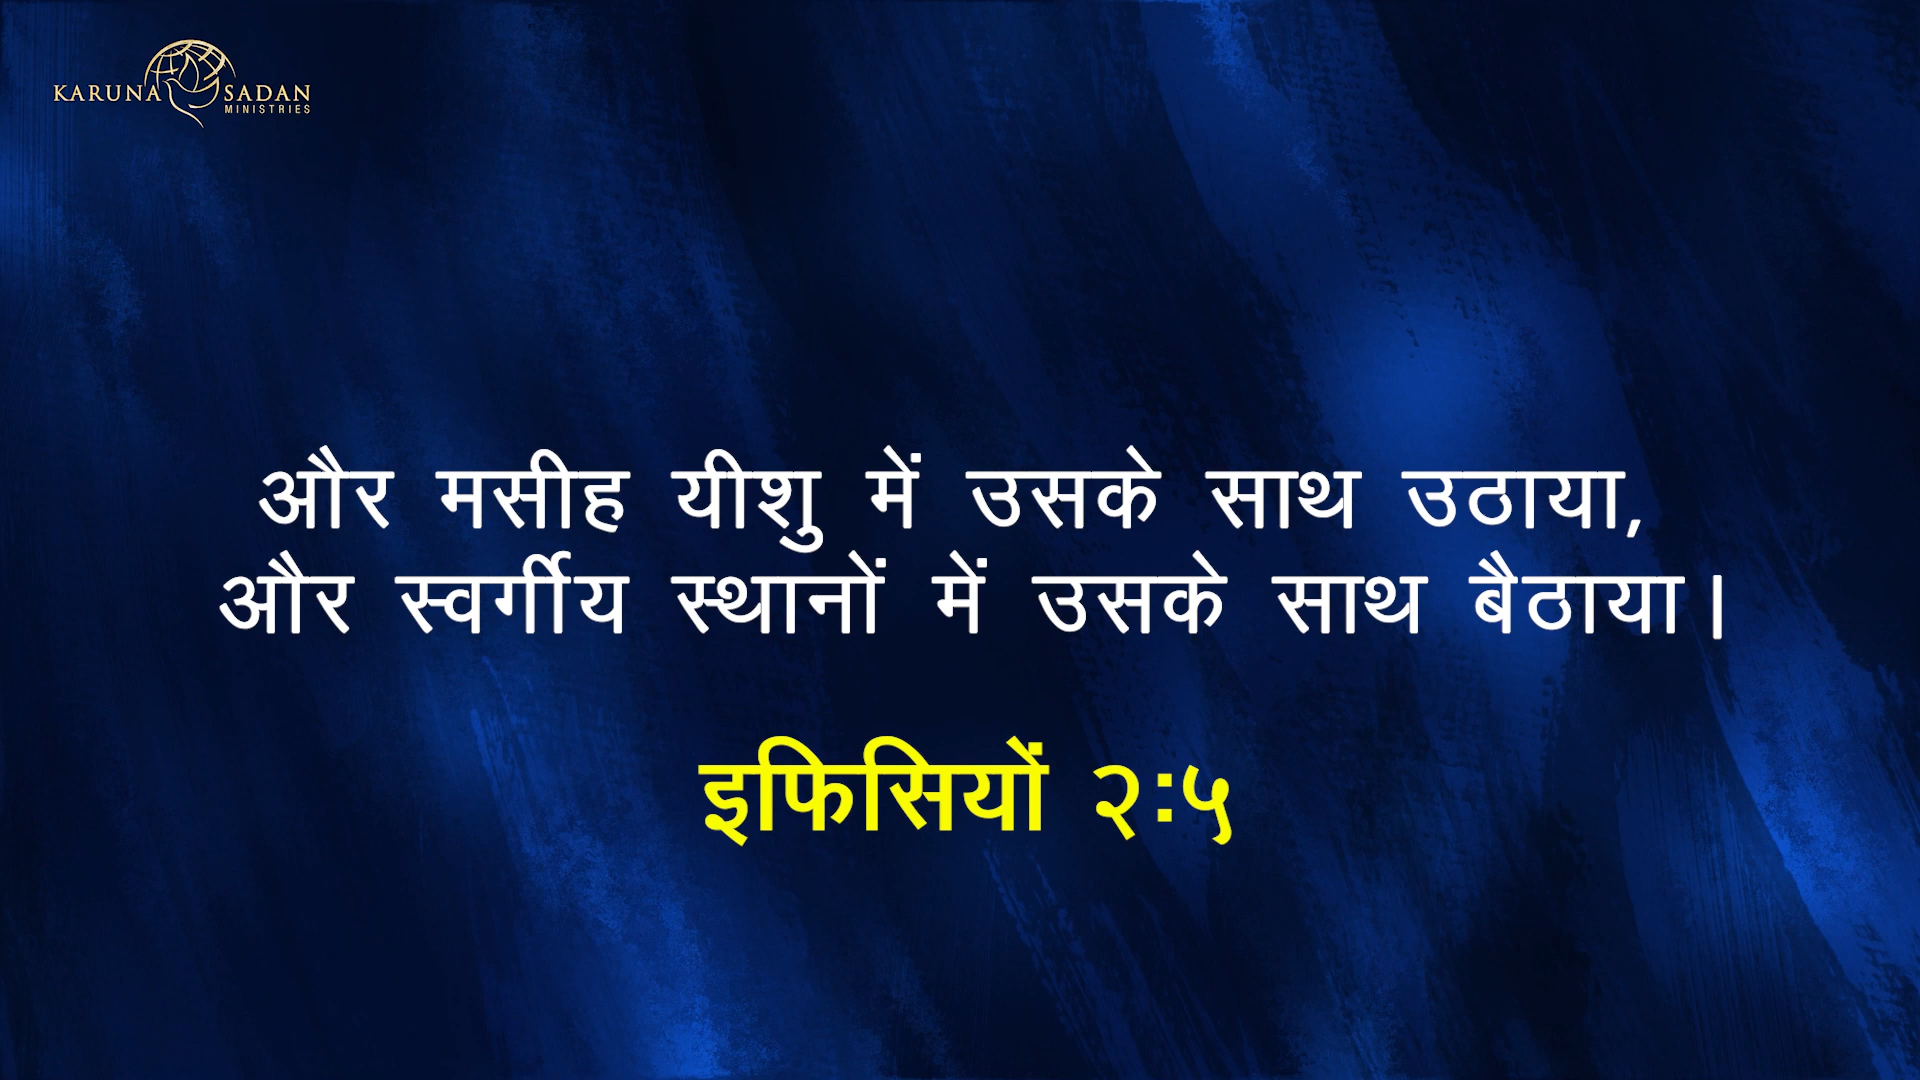 KARUNA SADAN
MINISTRIES
और मसीह यीशु में उसके साथ उठाया,
और स्वर्गीय स्थानों में उसके साथ बैठाया।
इफिसियों २:५